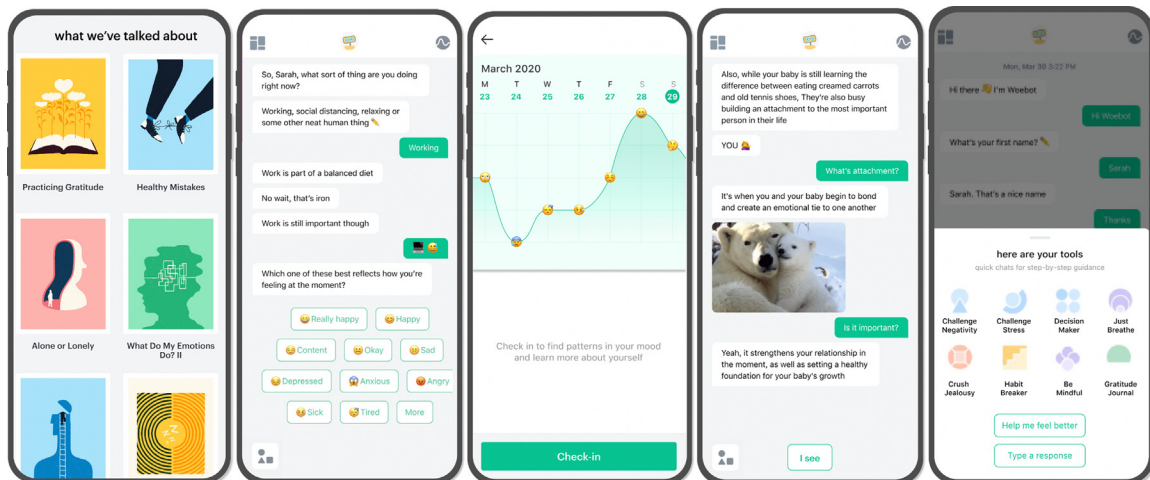 what we've talked about
Practicing Gratitude
Healthy Mistakes
Alone or Lonely
What Do My Emotions
Do? II
So, Sarah, what sort of thing are you doing
right now?
Working, social distancing, relaxing or
some other neat human thing
Working
Work is part of a balanced diet
No wait, that's iron
Work is still important though
Which one of these best reflects how you're
feeling at the moment?
Really happy
Happy
Content
Okay
Sad
Depressed
Anxious
Angry
Sick
Tired
More
March 2020
M T W T F S S
23 24 25 26 27 28 29
Check in to find patterns in your mood
and learn more about yourself
Check-in
Also, while your baby is still learning the
difference between eating creamed carrots
and old tennis shoes, They're also busy
building an attachment to the most important
person in their life
YOU
What's attachment?
It's when you and your baby begin to bond
and create an emotional tie to one another
Is it important?
Yeah, it strengthens your relationship in
the moment, as well as setting a healthy
foundation for your baby's growth
I see
Mon, Mar 30 3:22 PM
Hi there I'm Woebot
Hi Woebot
What's your first name?
Sarah
Sarah. That's a nice name
Thanks
here are your tools
quick chats for step-by-step guidance
Challenge
Negativity
Challenge
Stress
Decision
Maker
Just
Breathe
Crush
Jealousy
Habit
Breaker
Be
Mindful
Gratitude
Journal
Help me feel better
Type a response